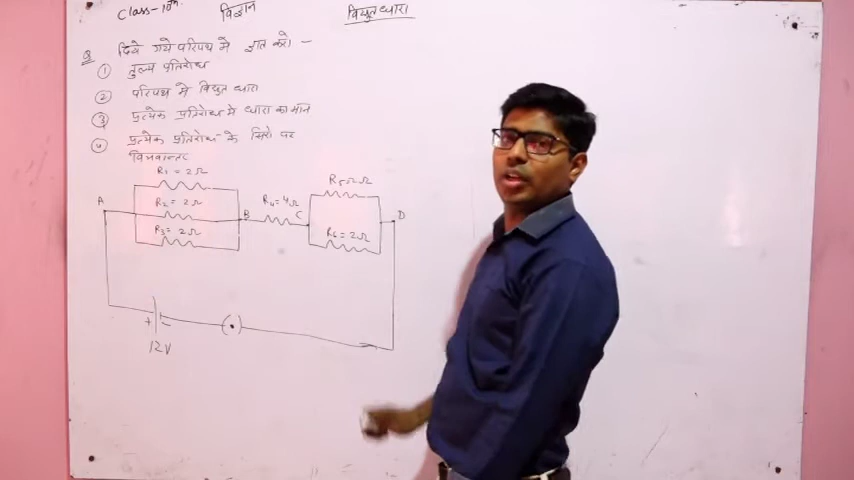 Class-10th विज्ञान विद्युत धारा
Q दिये गये परिपथ में ज्ञात करो -
① तुल्य प्रतिरोध
② परिपथ में विद्युत धारा
③ प्रत्येक प्रतिरोध में धारा का मान
④ प्रत्येक प्रतिरोध के सिरों पर
विभवान्तर
R₁ = 2Ω
R₅=2Ω
A
R₂ = 2Ω
B
R₄=4Ω
C
D
R₃= 2Ω
R₆=2Ω
+ -
12V